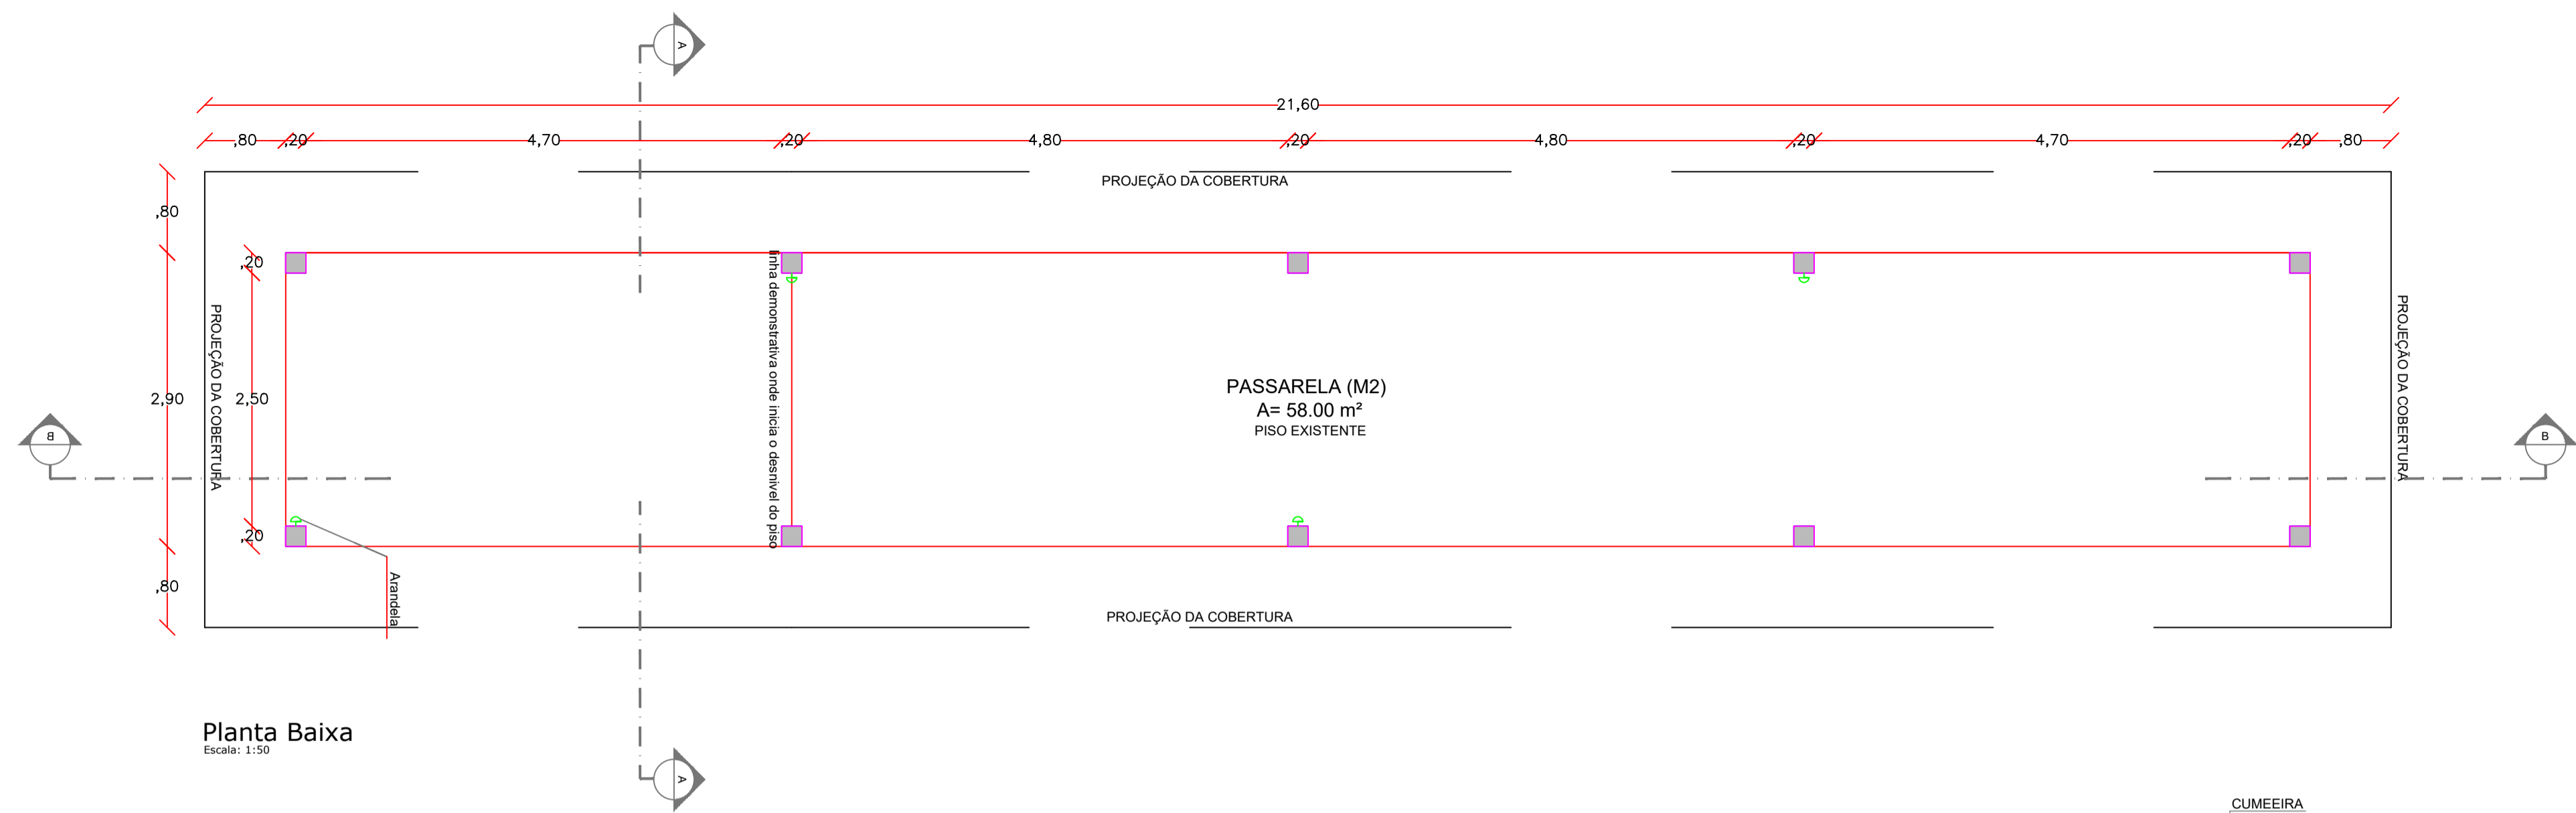 A
21,60
,80 ,20 4,70 ,20 4,80 ,20 4,80 ,20 4,70 ,20 ,80
PROJEÇÃO DA COBERTURA
,80
,20
2,90
2,50
,20
,80
PROJEÇÃO DA COBERTURA
linha demonstrativa onde inicia o desnivel do piso
PASSARELA (M2)
A= 58.00 m²
PISO EXISTENTE
PROJEÇÃO DA COBERTURA
B
B
Arandela
PROJEÇÃO DA COBERTURA
Planta Baixa
Escala: 1:50
A
CUMEEIRA